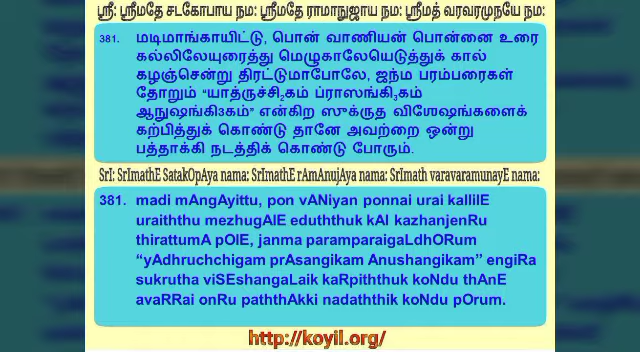 ஸ்ரீ: ஸ்ரீமதே சடகோபாய நம: ஸ்ரீமதே ராமாநுஜாய நம: ஸ்ரீமத் வரவரமுநயே நம:
381. மடிமாங்காயிட்டு, பொன் வாணியன் பொன்னை உரை
கல்லிலேயுரைத்து மெழுகாலேயெடுத்துக் கால்
கழஞ்சென்று திரட்டுமாபோலே, ஜந்ம பரம்பரைகள்
தோறும் “யாத்ருச்சி2கம் ப்ராஸங்கி3கம்
ஆநுஷங்கி3கம்” என்கிற ஸுக்ருத விசேஷங்களைக்
கற்பித்துக் கொண்டு தானே அவற்றை ஒன்று
பத்தாக்கி நடத்திக் கொண்டு போரும்.
SrI: SrImathE SatakOpAya nama: SrImathE rAmAnujAya nama: SrImath varavaramunayE nama:
381. madi mAngAyittu, pon vANiyan ponnai urai kallilE
uraiththu mezhugAlE eduththuk kAl kazhanjenRu
thirattumA pOlE, janma paramparaigaLdhORum
“yAdhruchchigam prAsangikam Anushangikam” engiRa
sukrutha viSEshangaLaik kaRpiththuk koNdu thAnE
avaRRai onRu paththAkki nadaththik koNdu pOrum.
http://koyil.org/